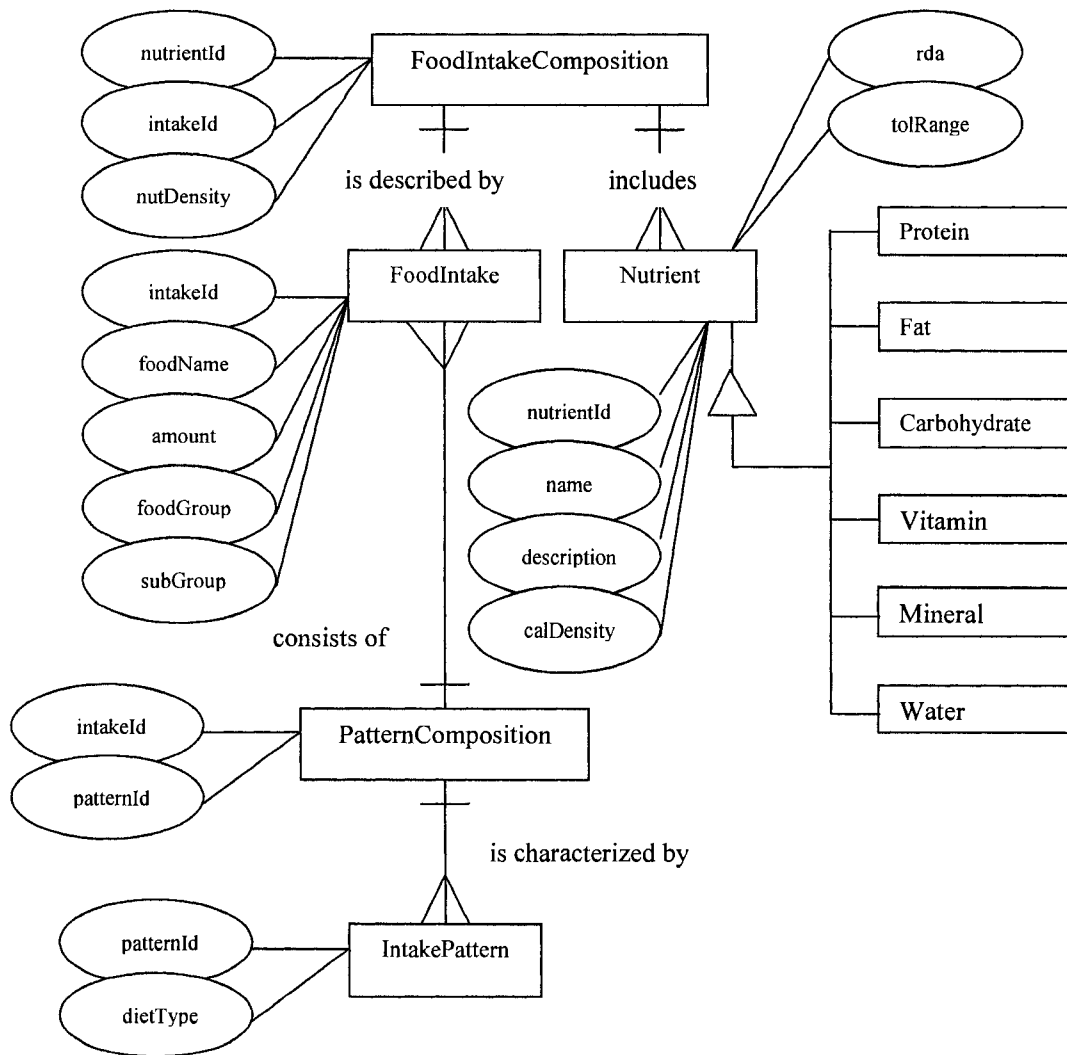 nutrientId
intakeId
nutDensity
FoodIntakeComposition
rda
tolRange
is described by
includes
intakeId
foodName
amount
foodGroup
subGroup
FoodIntake
Nutrient
nutrientId
name
description
calDensity
Protein
Fat
Carbohydrate
Vitamin
Mineral
Water
consists of
intakeId
patternId
PatternComposition
is characterized by
patternId
dietType
IntakePattern